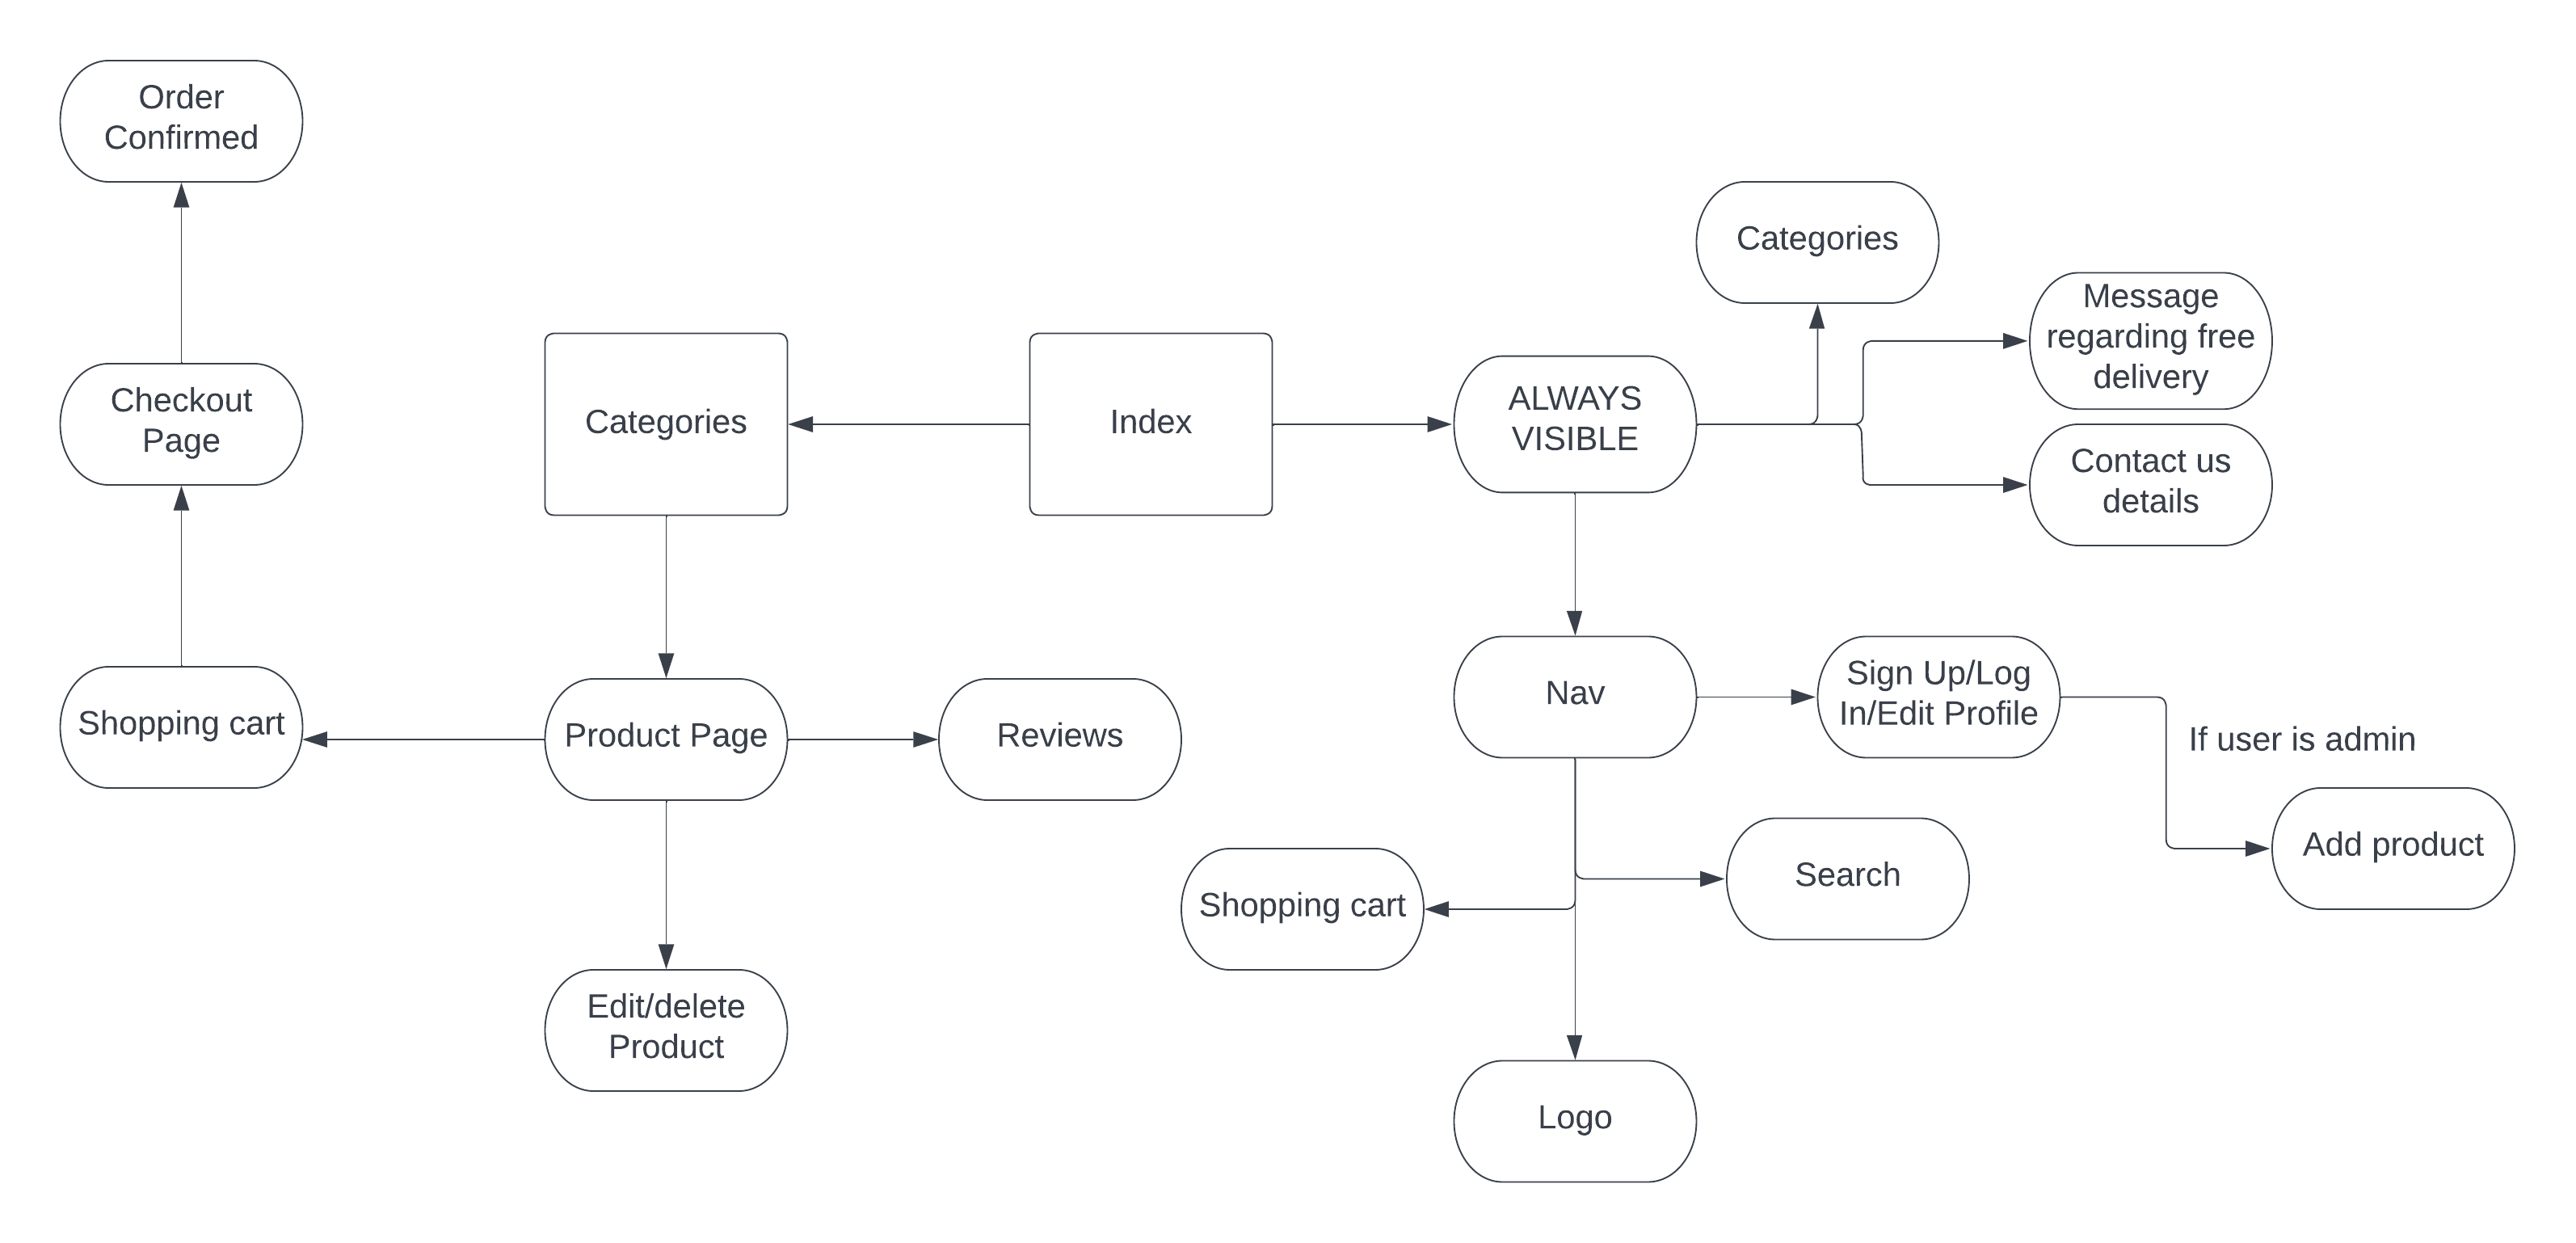 Order
Confirmed
Categories
Message
regarding free
delivery
Checkout
Page
Categories
Index
ALWAYS
VISIBLE
Contact us
details
Shopping cart
Product Page
Reviews
Nav
Sign Up/Log
In/Edit Profile
If user is admin
Add product
Search
Shopping cart
Edit/delete
Product
Logo